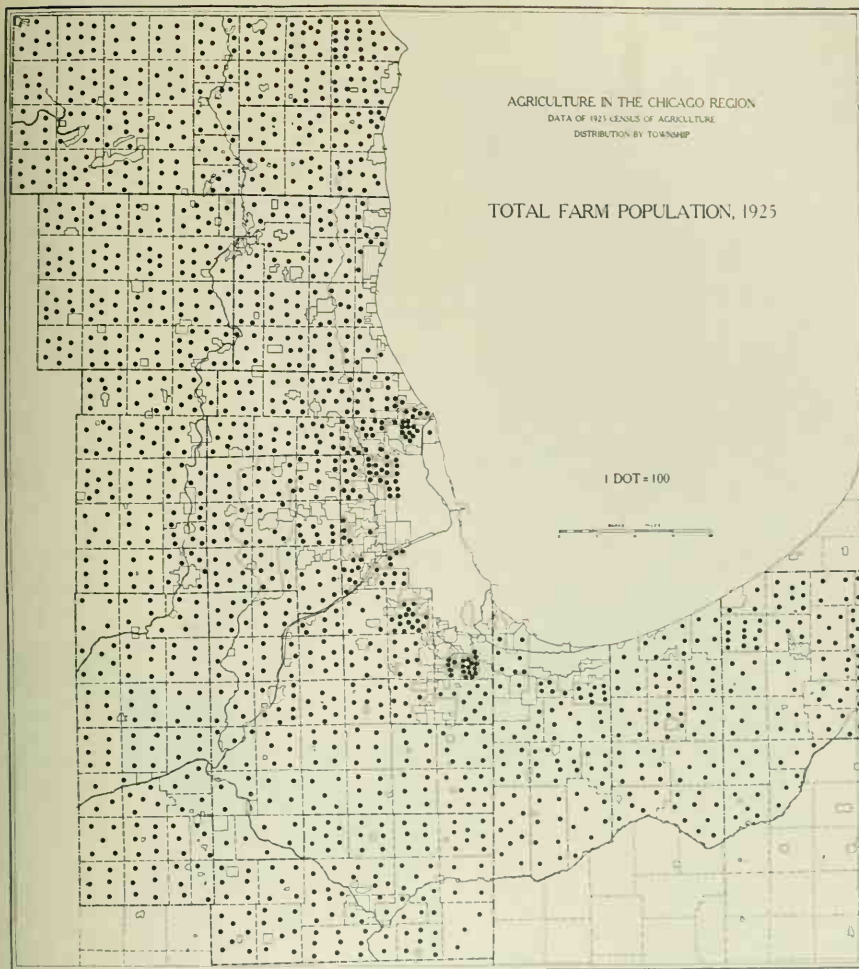 AGRICULTURE IN THE CHICAGO REGION
DATA OF 1925 CENSUS OF AGRICULTURE
DISTRIBUTION BY TOWNSHIP
TOTAL FARM POPULATION, 1925
1 DOT = 100